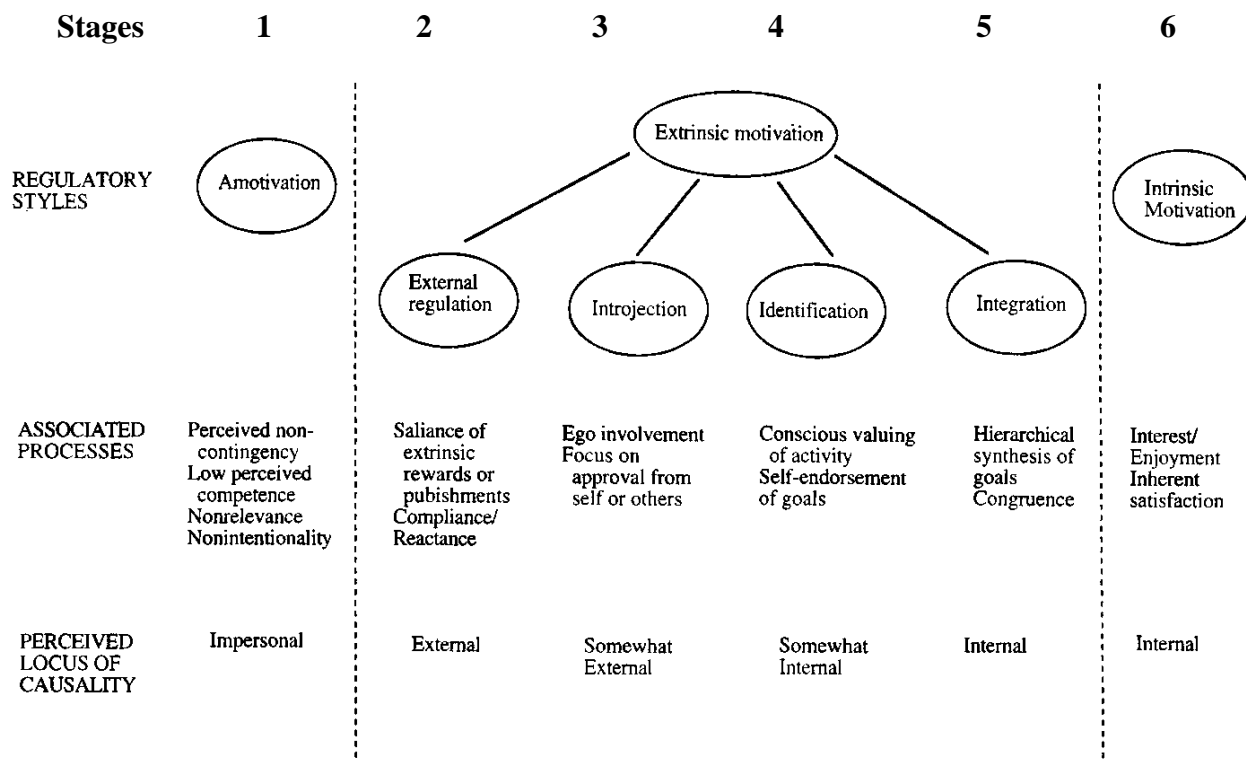 Stages 1 2 3 4 5 6
Extrinsic motivation
REGULATORY
STYLES
Amotivation
Intrinsic
Motivation
External
regulation
Introjection
Identification
Integration
ASSOCIATED
PROCESSES
Perceived non-
contingency
Low perceived
competence
Nonrelevance
Nonintentionality
Saliance of
extrinsic
rewards or
pubishments
Compliance/
Reactance
Ego involvement
Focus on
approval from
self or others
Conscious valuing
of activity
Self-endorsement
of goals
Hierarchical
synthesis of
goals
Congruence
Interest/
Enjoyment
Inherent
satisfaction
PERCEIVED
LOCUS OF
CAUSALITY
Impersonal
External
Somewhat
External
Somewhat
Internal
Internal
Internal